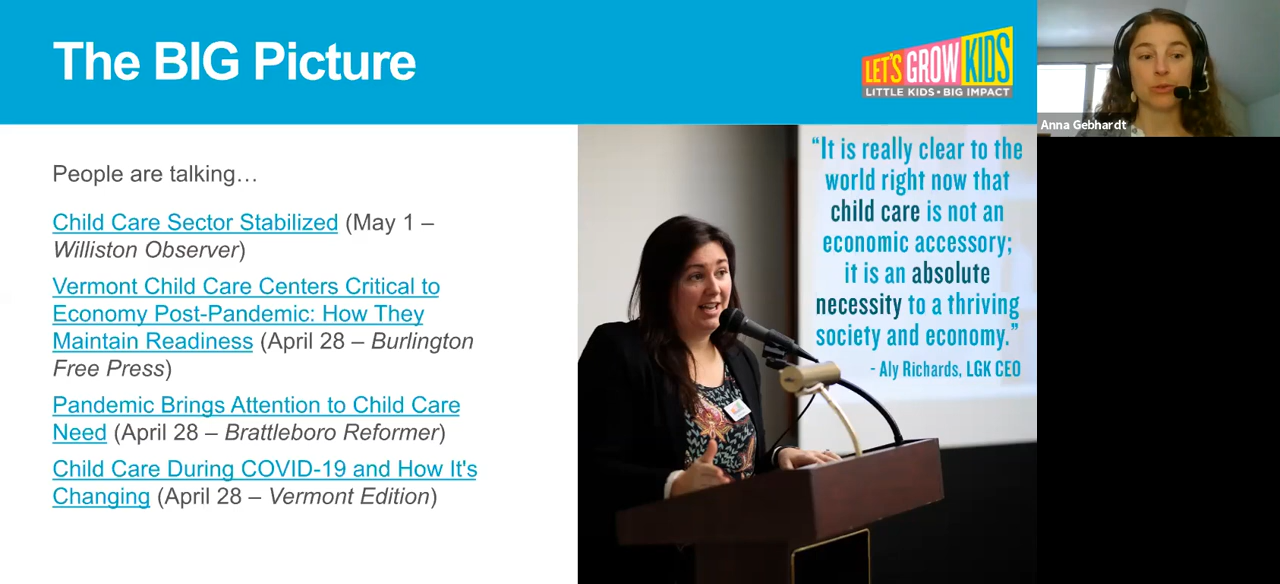 The BIG Picture
LET'S GROW KIDS
LITTLE KIDS • BIG IMPACT
Anna Gebhardt
People are talking…
Child Care Sector Stabilized (May 1 –
Williston Observer)
Vermont Child Care Centers Critical to
Economy Post-Pandemic: How They
Maintain Readiness (April 28 – Burlington
Free Press)
Pandemic Brings Attention to Child Care
Need (April 28 – Brattleboro Reformer)
Child Care During COVID-19 and How It's
Changing (April 28 – Vermont Edition)
“It is really clear to the
world right now that
child care is not an
economic accessory;
it is an absolute
necessity to a thriving
society and economy.”
- Aly Richards, LGK CEO